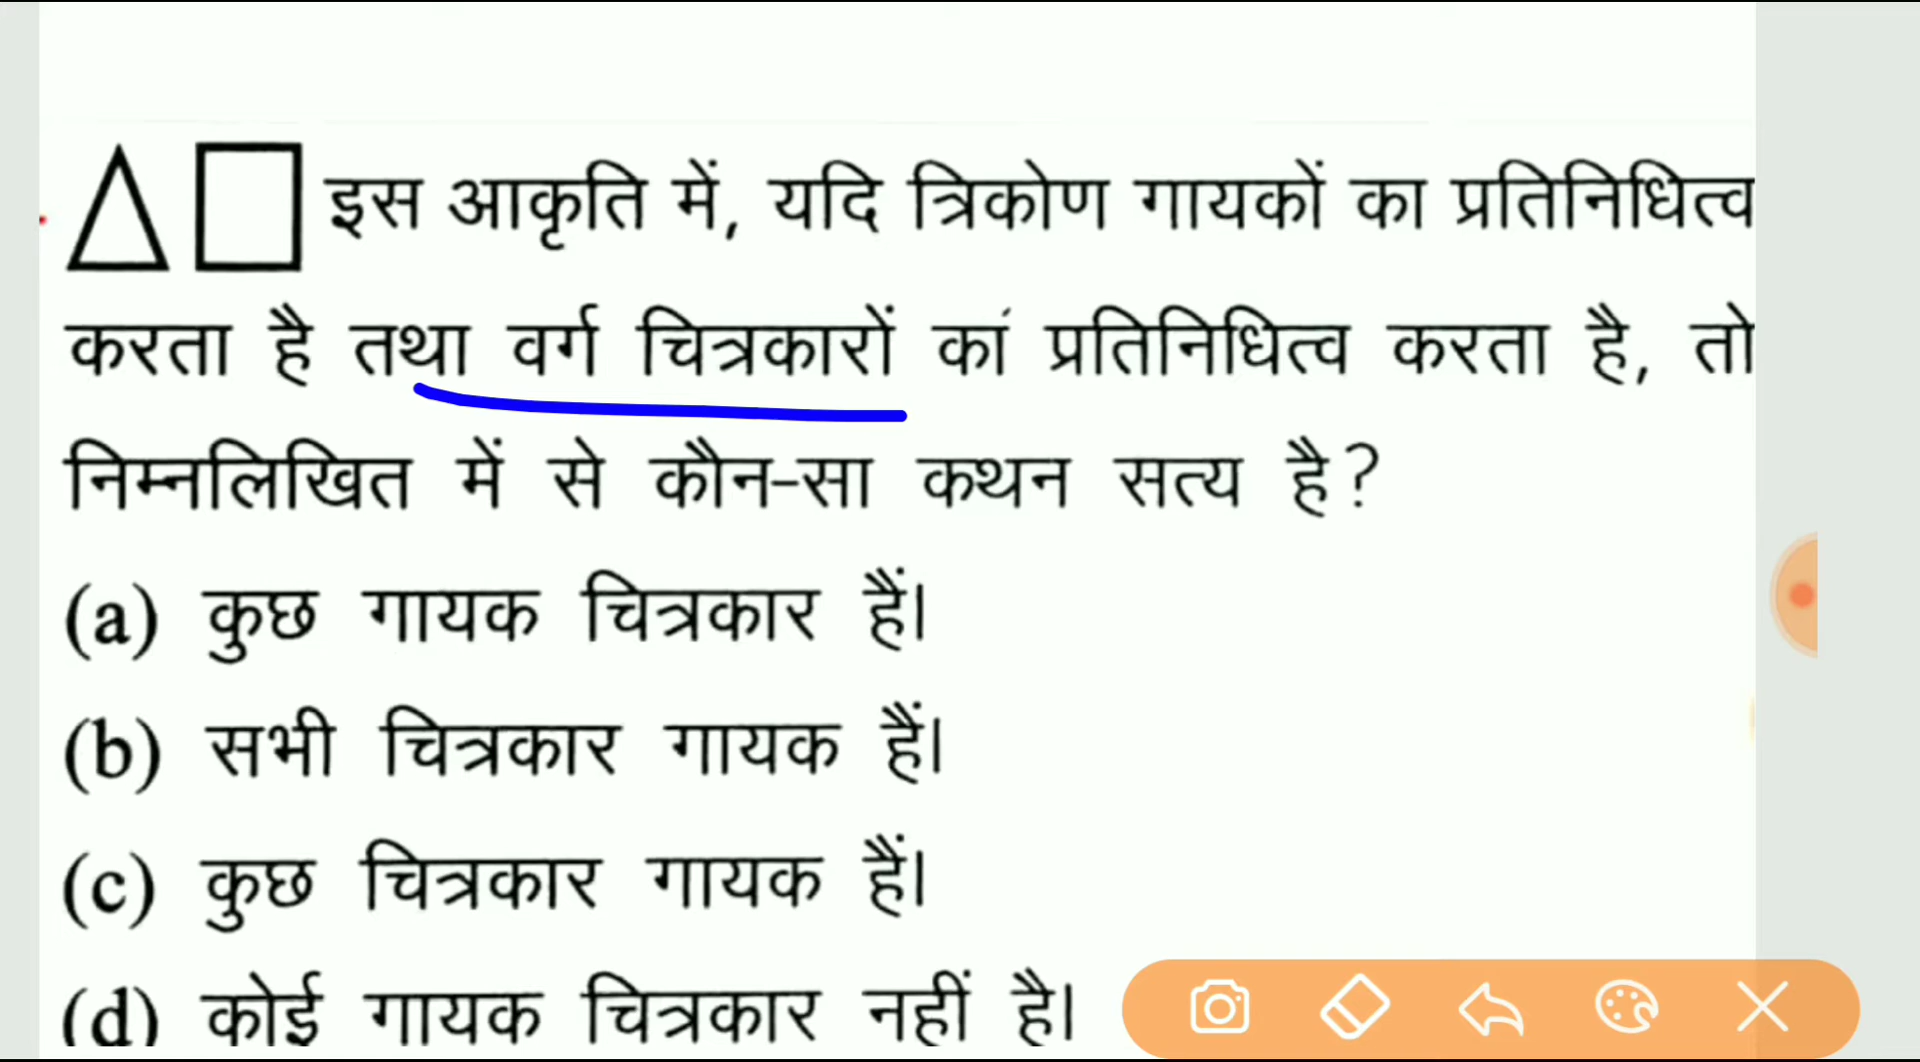 इस आकृति में, यदि त्रिकोण गायकों का प्रतिनिधित्व
करता है तथा वर्ग चित्रकारों कां प्रतिनिधित्व करता है, तो
निम्नलिखित में से कौन-सा कथन सत्य है?
(a) कुछ गायक चित्रकार हैं।
(b) सभी चित्रकार गायक हैं।
(c) कुछ चित्रकार गायक हैं।
(d) कोई गायक चित्रकार नहीं है।